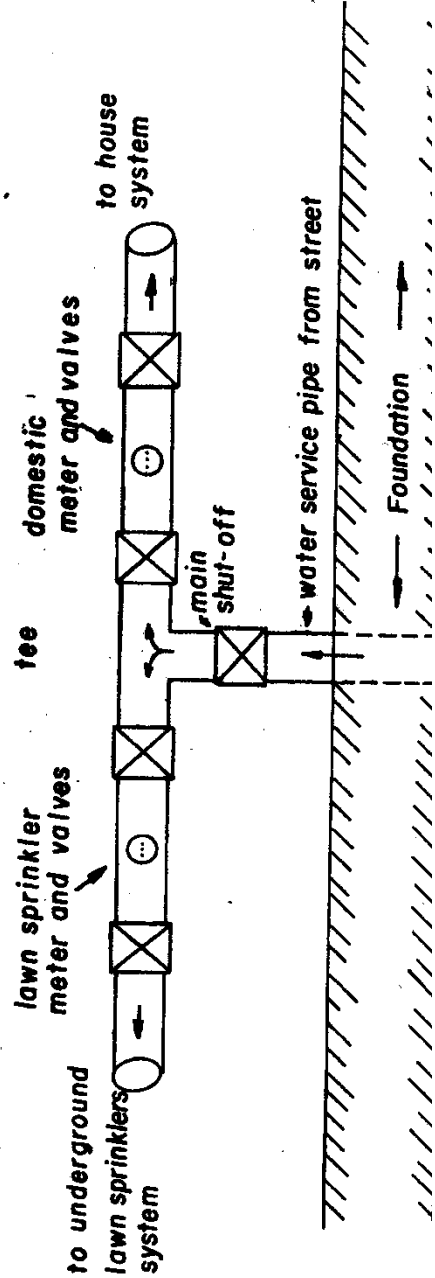 to underground
lawn sprinklers
system
lawn sprinkler
meter and valves
tee
domestic
meter and valves
to house
system
main
shut-off
water service pipe from street
Foundation